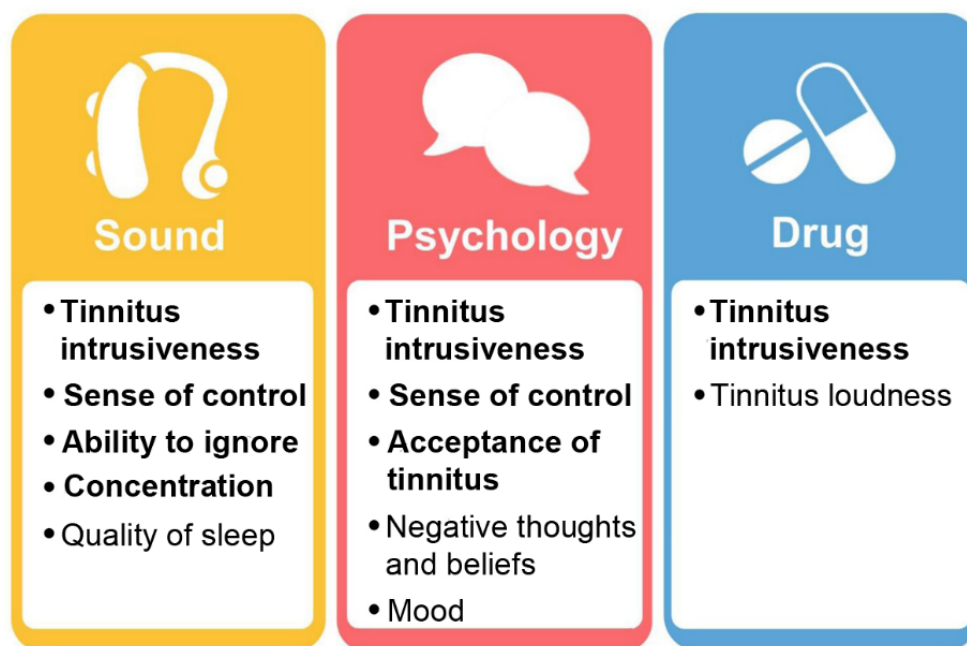 Sound
• Tinnitus
intrusiveness
• Sense of control
• Ability to ignore
• Concentration
• Quality of sleep
Psychology
• Tinnitus
intrusiveness
• Sense of control
• Acceptance of
tinnitus
• Negative thoughts
and beliefs
• Mood
Drug
• Tinnitus
intrusiveness
• Tinnitus loudness